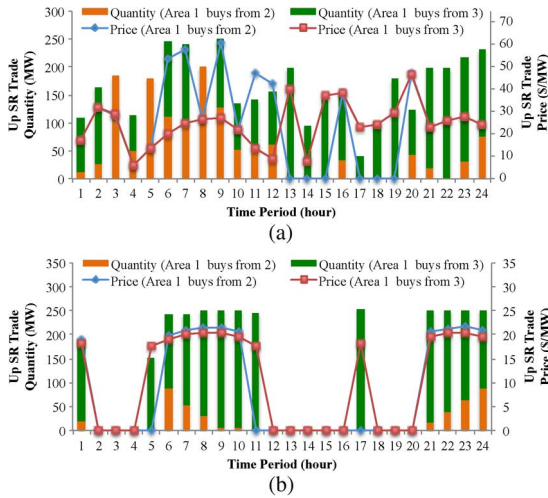 Quantity (Area 1 buys from 2) Quantity (Area 1 buys from 3)
Price (Area 1 buys from 2) Price (Area 1 buys from 3)
Up SR Trade
Quantity (MW)
300
250
200
150
100
50
0
70
60
50
40
30
20
10
0
Up SR Trade
Price (S/MW)
1 2 3 4 5 6 7 8 9 10 11 12 13 14 15 16 17 18 19 20 21 22 23 24
Time Period (hour)
(a)
Quantity (Area 1 buys from 2) Quantity (Area 1 buys from 3)
Price (Area 1 buys from 2) Price (Area 1 buys from 3)
Up SR Trade
Quantity (MW)
350
300
250
200
150
100
50
0
35
30
25
20
15
10
5
0
Up SR Trade
Price (S/MW)
1 2 3 4 5 6 7 8 9 10 11 12 13 14 15 16 17 18 19 20 21 22 23 24
Time Period (hour)
(b)